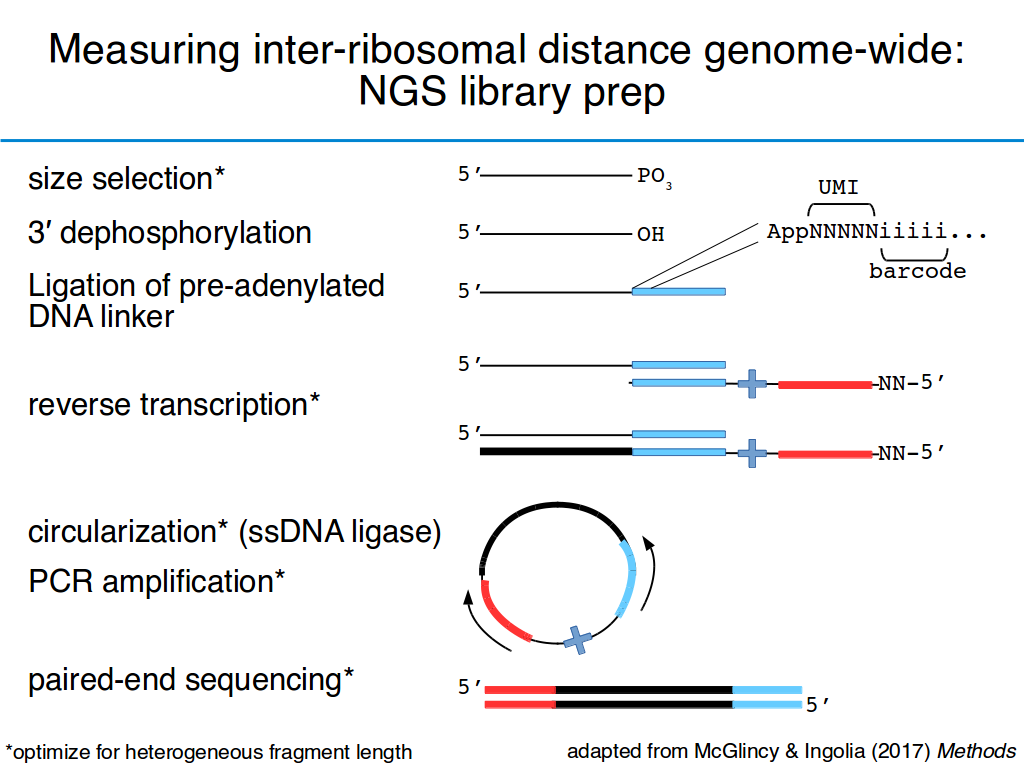 Measuring inter-ribosomal distance genome-wide:
NGS library prep
size selection*
5′ PO3
UMI
3′ dephosphorylation
5′ OH
AppNNNNNiiiii...
barcode
Ligation of pre-adenylated
DNA linker
5′
5′
NN-5′
reverse transcription*
5′
NN-5′
circularization* (ssDNA ligase)
PCR amplification*
paired-end sequencing*
5′
5′
*optimize for heterogeneous fragment length
adapted from McGlincy & Ingolia (2017) Methods